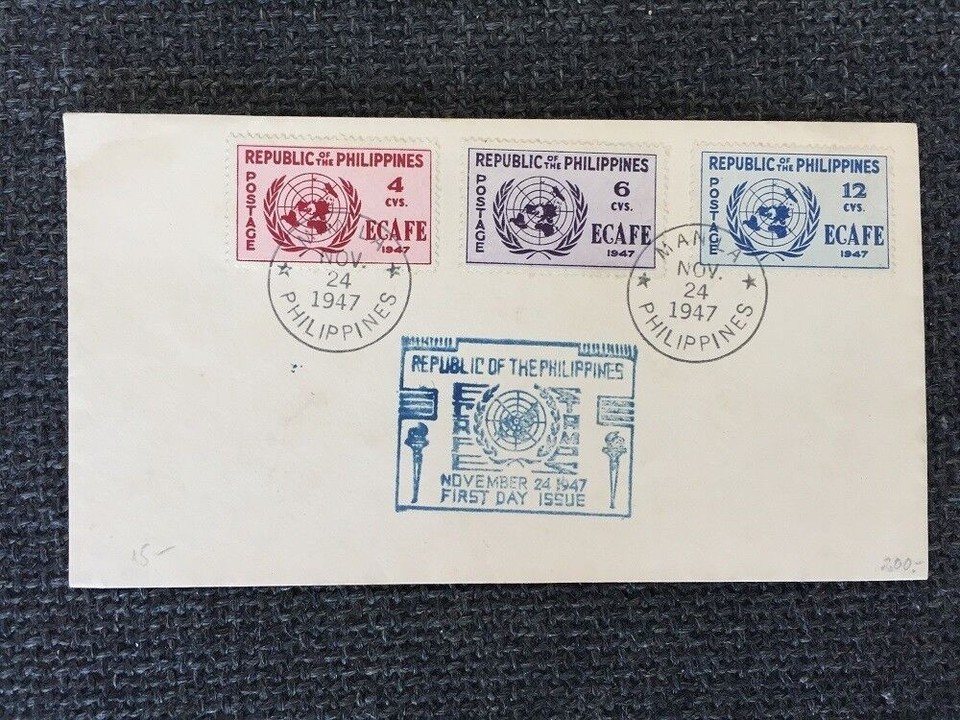 REPUBLIC OF THE PHILIPPINES
POSTAGE
4
CVS.
ECAFE
1947
REPUBLIC OF THE PHILIPPINES
POSTAGE
6
CVS.
ECAFE
1947
REPUBLIC OF THE PHILIPPINES
POSTAGE
12
CVS.
ECAFE
1947
MANILA
NOV.
24
1947
PHILIPPINES
MANILA
NOV.
24
1947
PHILIPPINES
REPUBLIC OF THE PHILIPPINES
ECAFE
NOVEMBER 24 1947
FIRST DAY ISSUE
15-
200.-